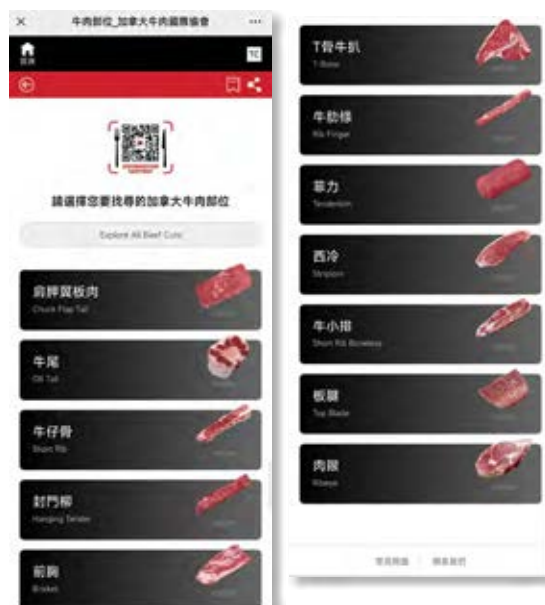 牛肉部位_加拿大牛肉國際協會
TC
請選擇您要找尋的加拿大牛肉部位
Explore All Beef Cuts
肩胛翼板肉
Chuck Flap Tail
牛尾
OX Tail
牛仔骨
Short Rib
封門柳
Hanging Tender
前胸
Brisket
T骨牛扒
T-Bone
牛肋條
Rib Finger
菲力
Tenderloin
西冷
Striploin
牛小排
Short Rib Boneless
板腱
Top Blade
肉眼
Ribeye